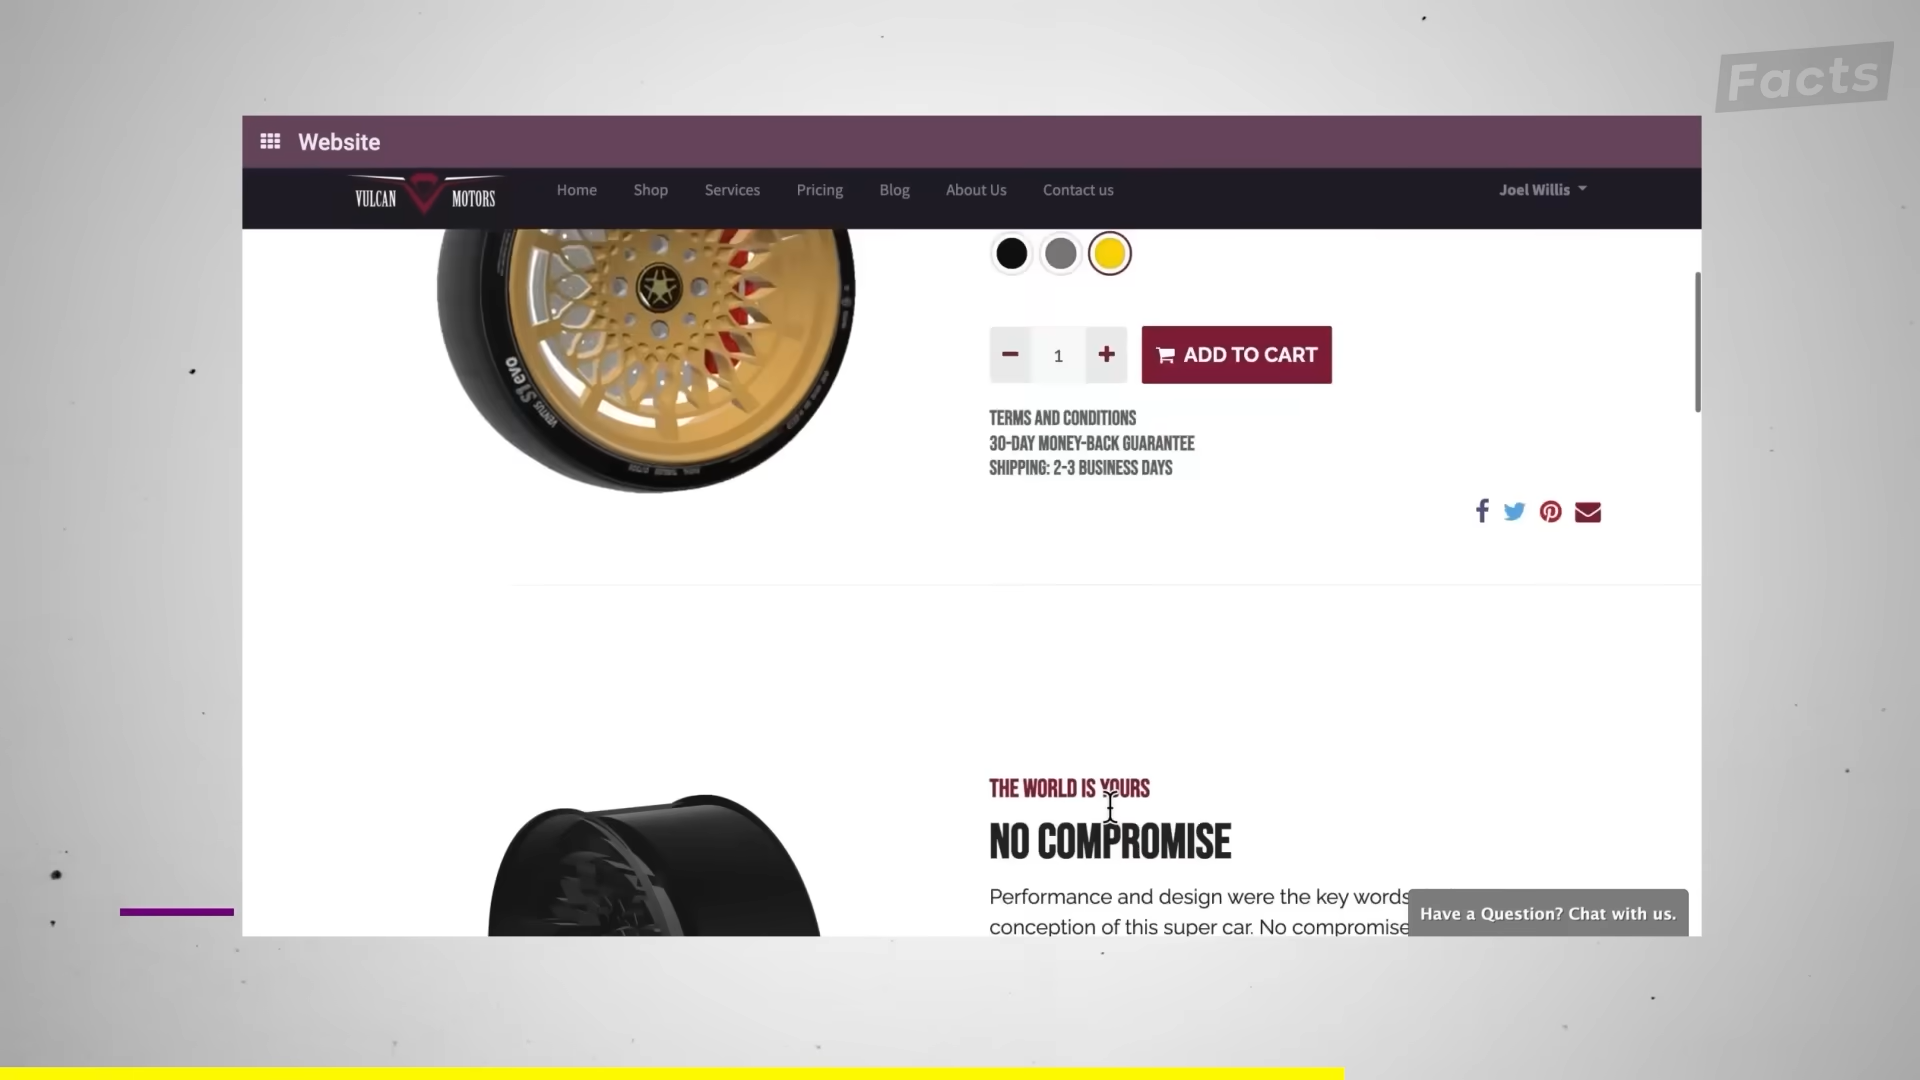 Facts
Website
VULCAN MOTORS
Home Shop Services Pricing Blog About Us Contact us Joel Willis
1
ADD TO CART
TERMS AND CONDITIONS
30-DAY MONEY-BACK GUARANTEE
SHIPPING: 2-3 BUSINESS DAYS
S1 evo
VENTUS
THE WORLD IS YOURS
NO COMPROMISE
Performance and design were the key words
conception of this super car. No compromise
Have a Question? Chat with us.